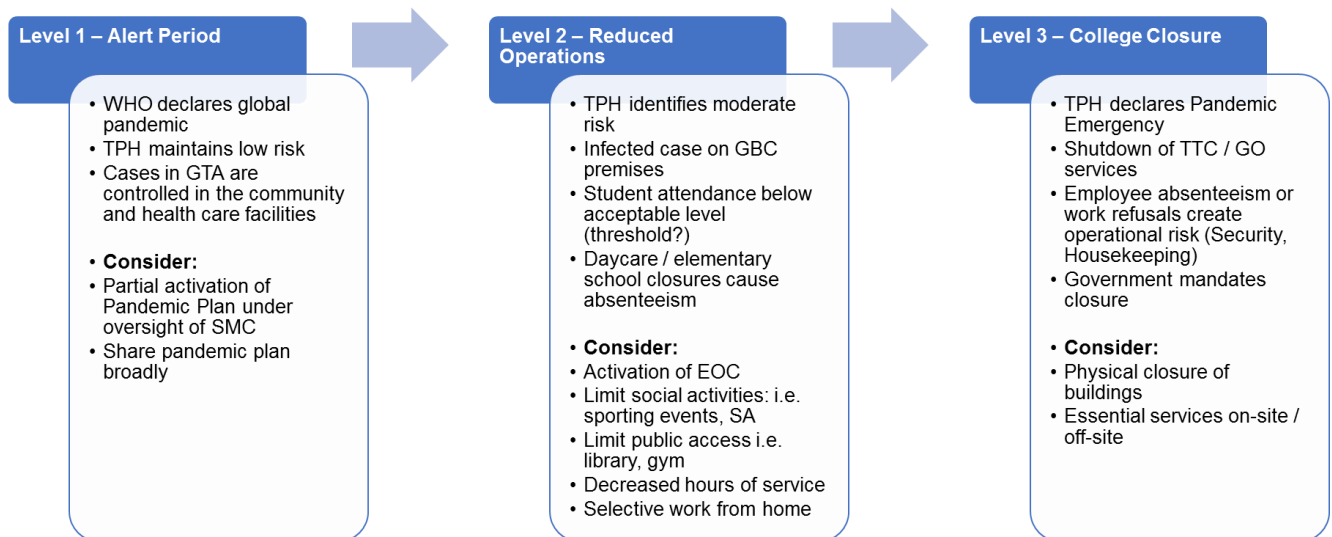 Level 1 – Alert Period
• WHO declares global
pandemic
• TPH maintains low risk
• Cases in GTA are
controlled in the community
and health care facilities
• Consider:
• Partial activation of
Pandemic Plan under
oversight of SMC
• Share pandemic plan
broadly
Level 2 – Reduced
Operations
• TPH identifies moderate
risk
• Infected case on GBC
premises
• Student attendance below
acceptable level
(threshold?)
• Daycare / elementary
school closures cause
absenteeism
• Consider:
• Activation of EOC
• Limit social activities: i.e.
sporting events, SA
• Limit public access i.e.
library, gym
• Decreased hours of service
• Selective work from home
Level 3 – College Closure
• TPH declares Pandemic
Emergency
• Shutdown of TTC / GO
services
• Employee absenteeism or
work refusals create
operational risk (Security,
Housekeeping)
• Government mandates
closure
• Consider:
• Physical closure of
buildings
• Essential services on-site /
off-site